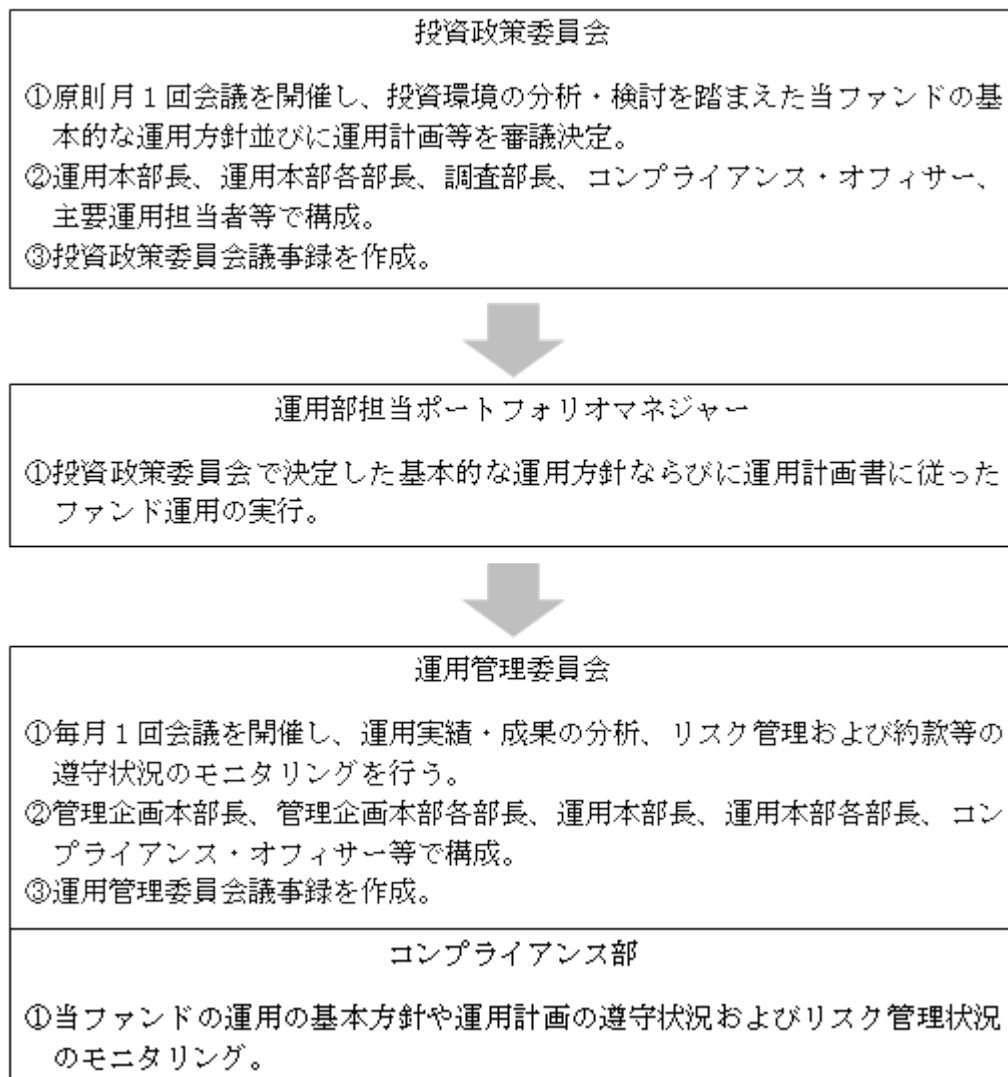 投資政策委員会
①原則月1回会議を開催し、投資環境の分析・検討を踏まえた当ファンドの基
本的な運用方針並びに運用計画等を審議決定。
②運用本部長、運用本部各部長、調査部長、コンプライアンス・オフィサー、
主要運用担当者等で構成。
③投資政策委員会議事録を作成。
運用部担当ポートフォリオマネジャー
①投資政策委員会で決定した基本的な運用方針ならびに運用計画書に従った
ファンド運用の実行。
運用管理委員会
①毎月1回会議を開催し、運用実績・成果の分析、リスク管理および約款等の
遵守状況のモニタリングを行う。
②管理企画本部長、管理企画本部各部長、運用本部長、運用本部各部長、コン
プライアンス・オフィサー等で構成。
③運用管理委員会議事録を作成。
コンプライアンス部
①当ファンドの運用の基本方針や運用計画の遵守状況およびリスク管理状況
のモニタリング。